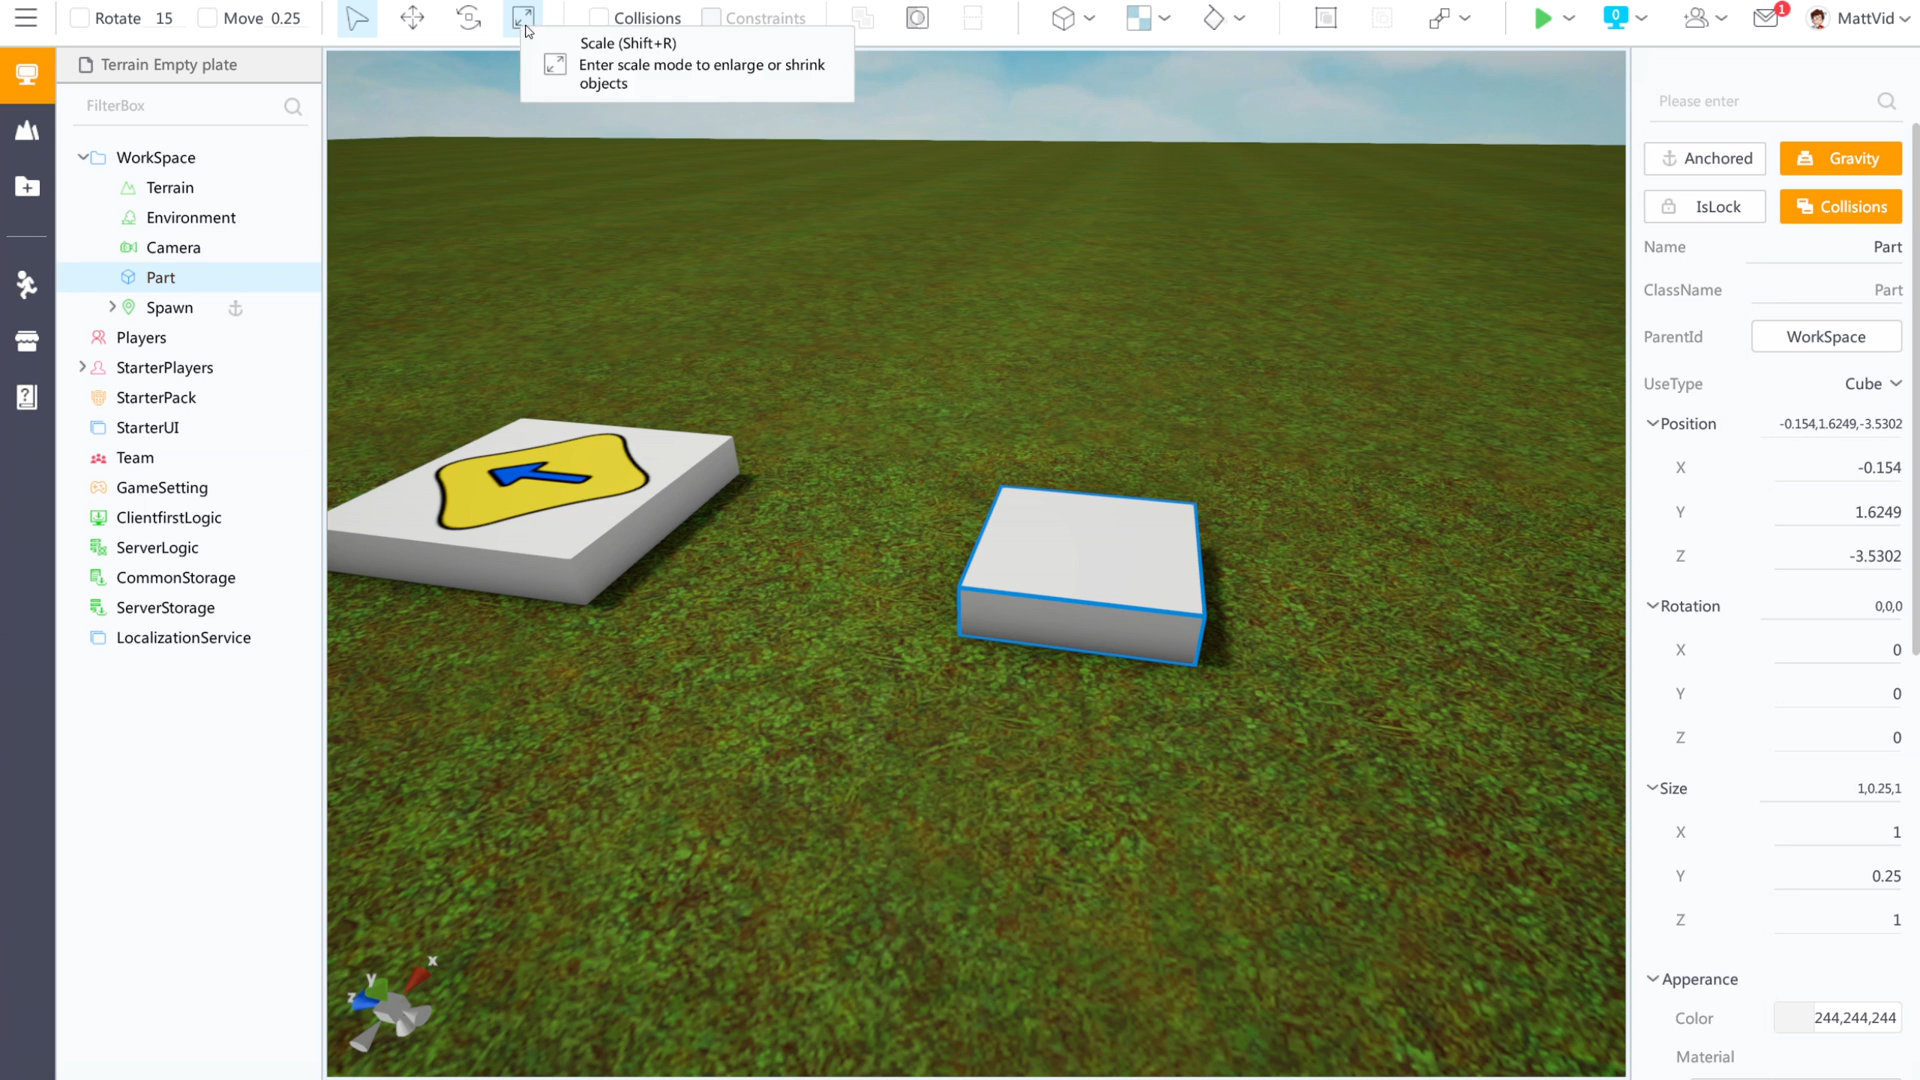 Rotate 15 Move 0.25 Collisions Constraints 0 1 MattVid
Scale (Shift+R)
Enter scale mode to enlarge or shrink
objects
Terrain Empty plate
FilterBox
WorkSpace
Terrain
Environment
Camera
Part
Spawn
Players
StarterPlayers
StarterPack
StarterUI
Team
GameSetting
ClientfirstLogic
ServerLogic
CommonStorage
ServerStorage
LocalizationService
y x
z
Please enter
Anchored Gravity
IsLock Collisions
Name Part
ClassName Part
ParentId WorkSpace
UseType Cube
Position -0.154,1.6249,-3.5302
X -0.154
Y 1.6249
Z -3.5302
Rotation 0,0,0
X 0
Y 0
Z 0
Size 1,0.25,1
X 1
Y 0.25
Z 1
Apperance
Color 244,244,244
Material